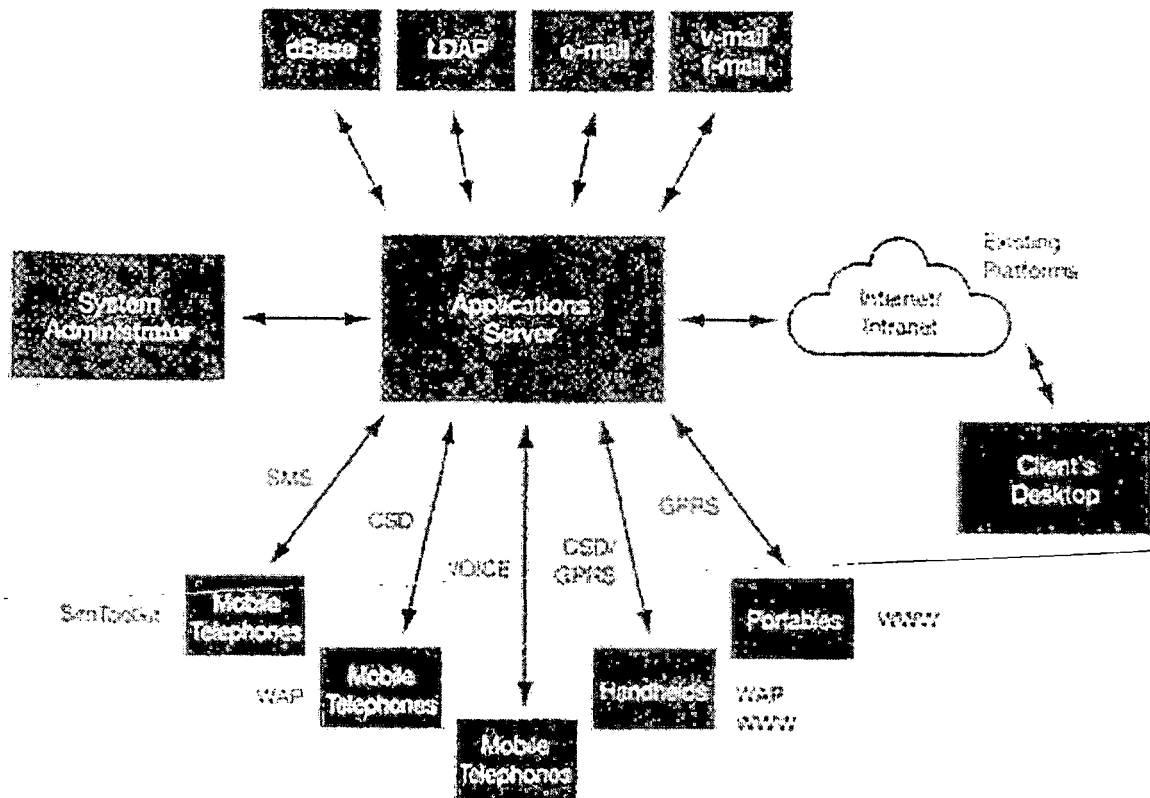 dBase
LDAP
e-mail
v-mail
f-mail
System
Administrator
Applications
Server
Internet/
Intranet
Existing
Platforms
Client's
Desktop
SMS
CSD
VOICE
CSD/
GPRS
GPRS
SimToolkit
Mobile
Telephones
WAP
Mobile
Telephones
Mobile
Telephones
Handhelds
WAP
WWW
Portables
WWW